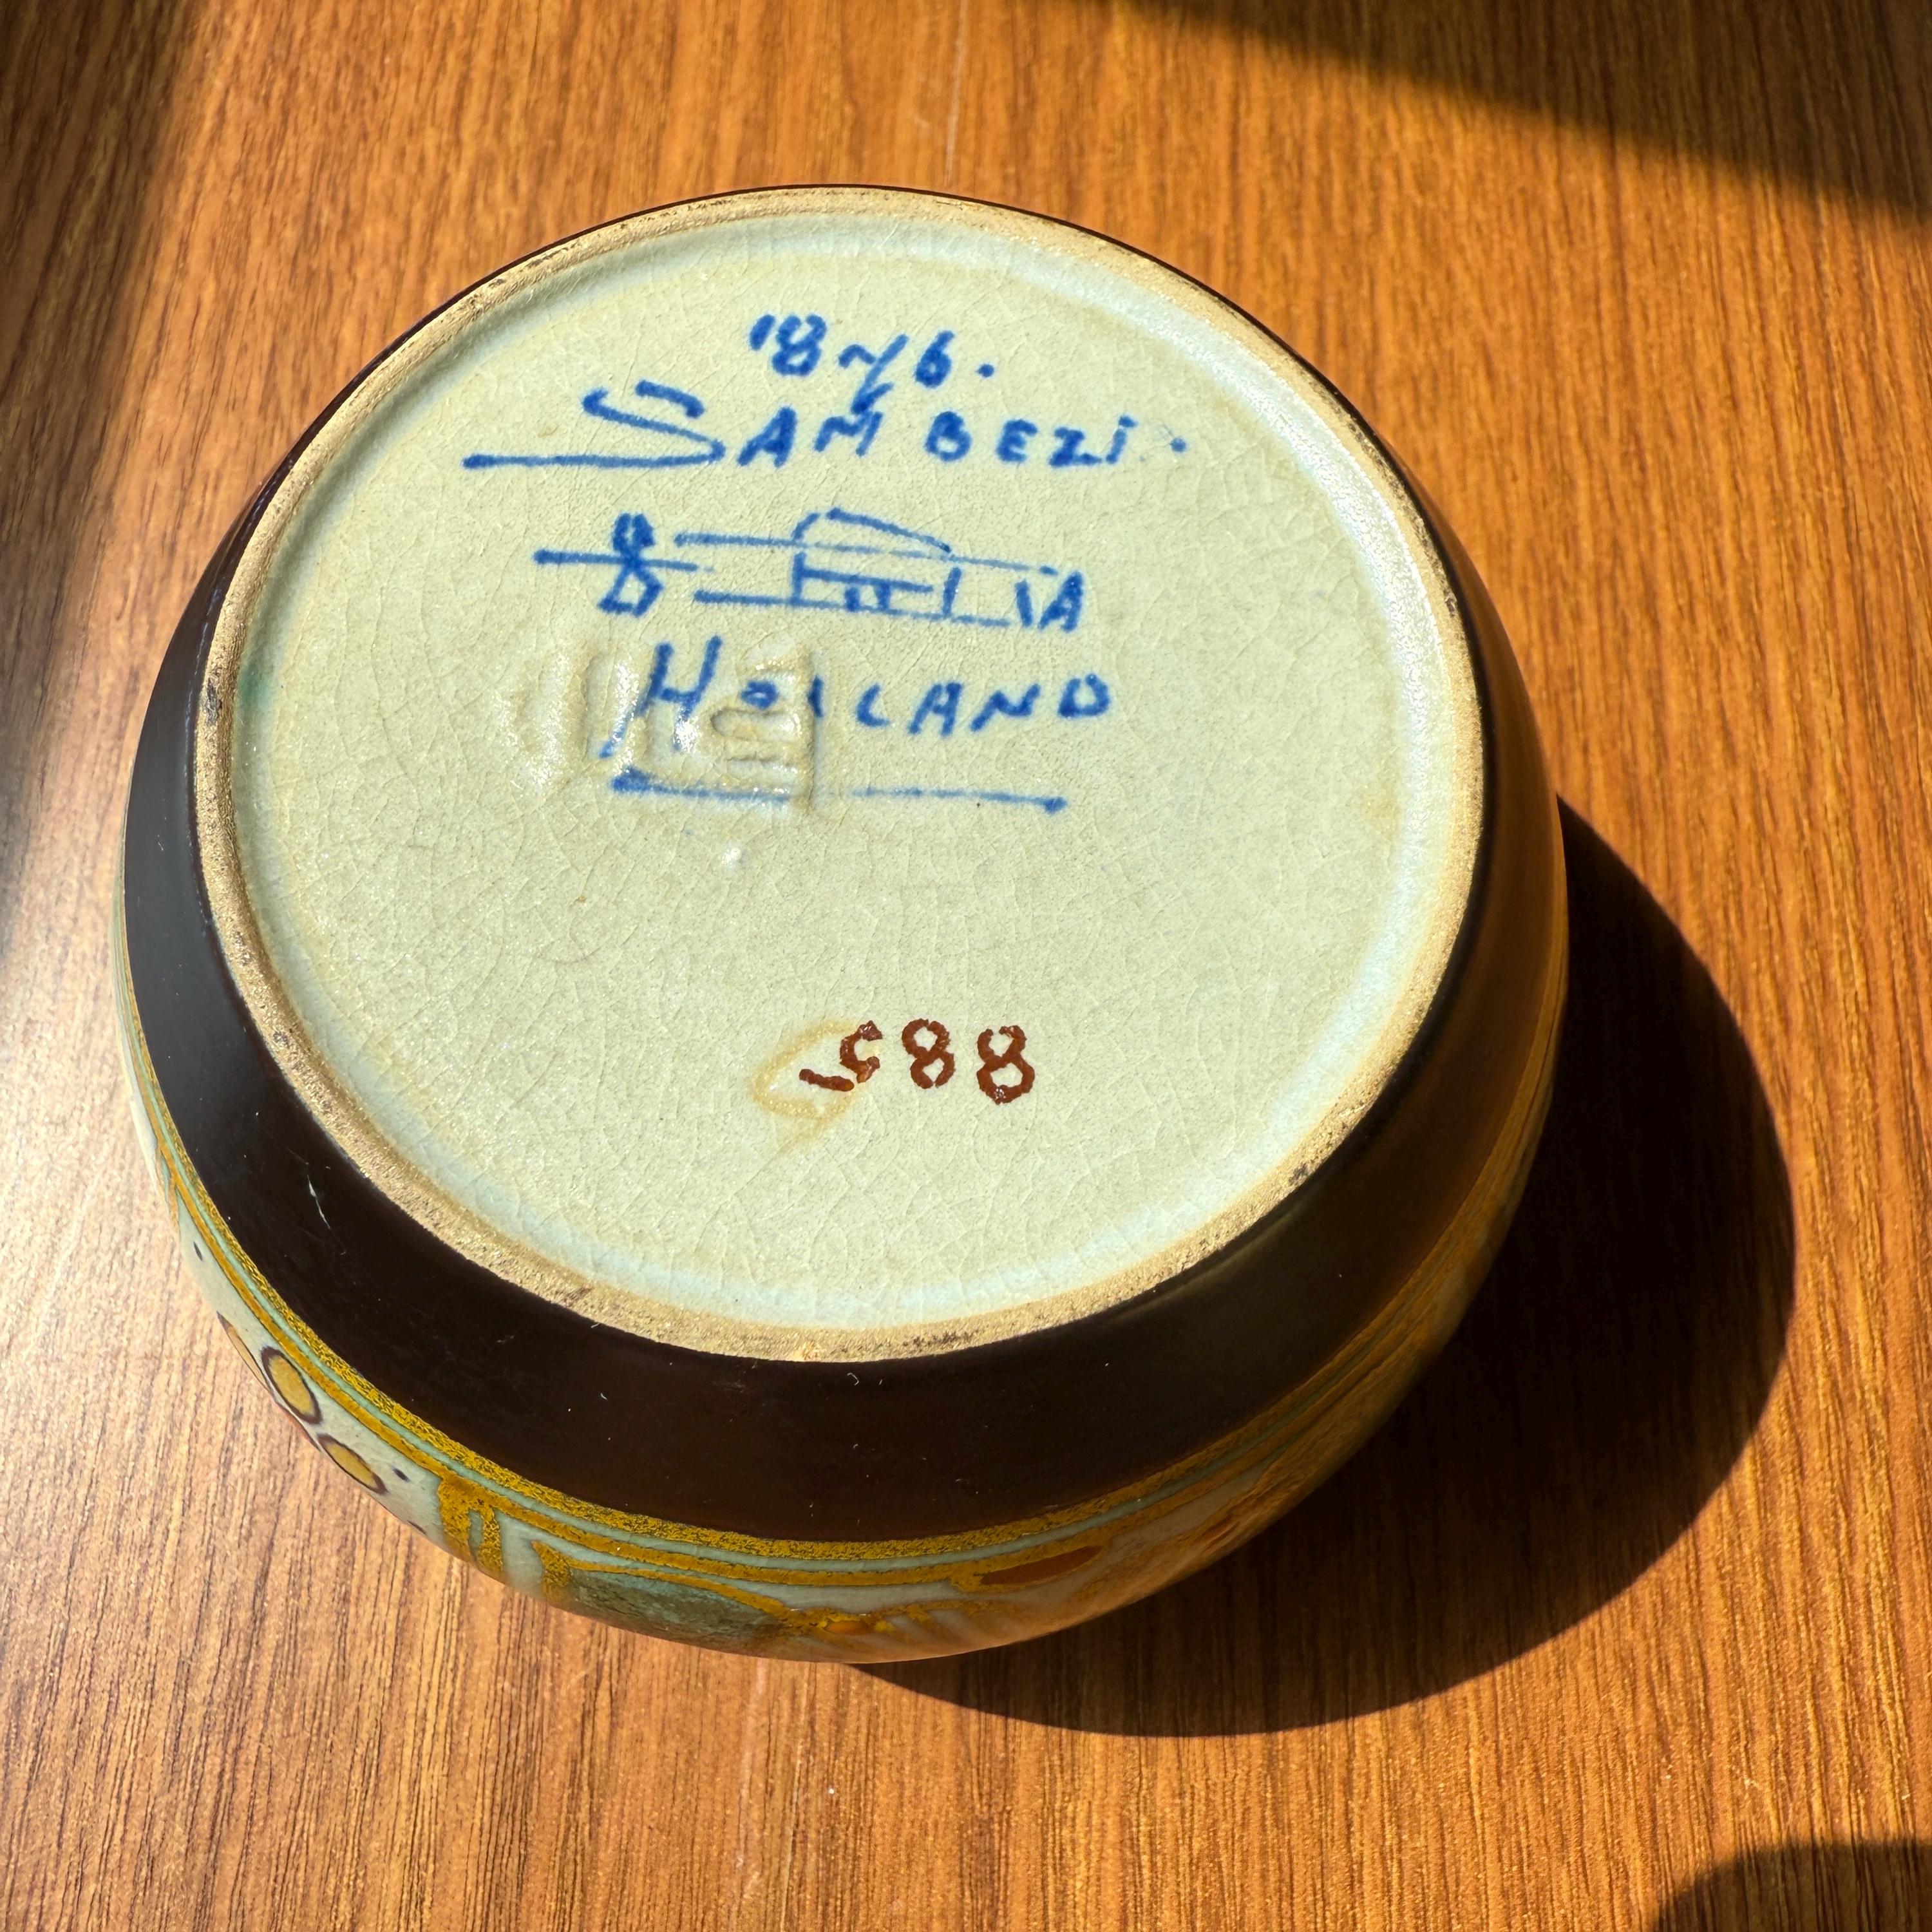 1876.
SAMBEZI.
A
HOLLAND
588